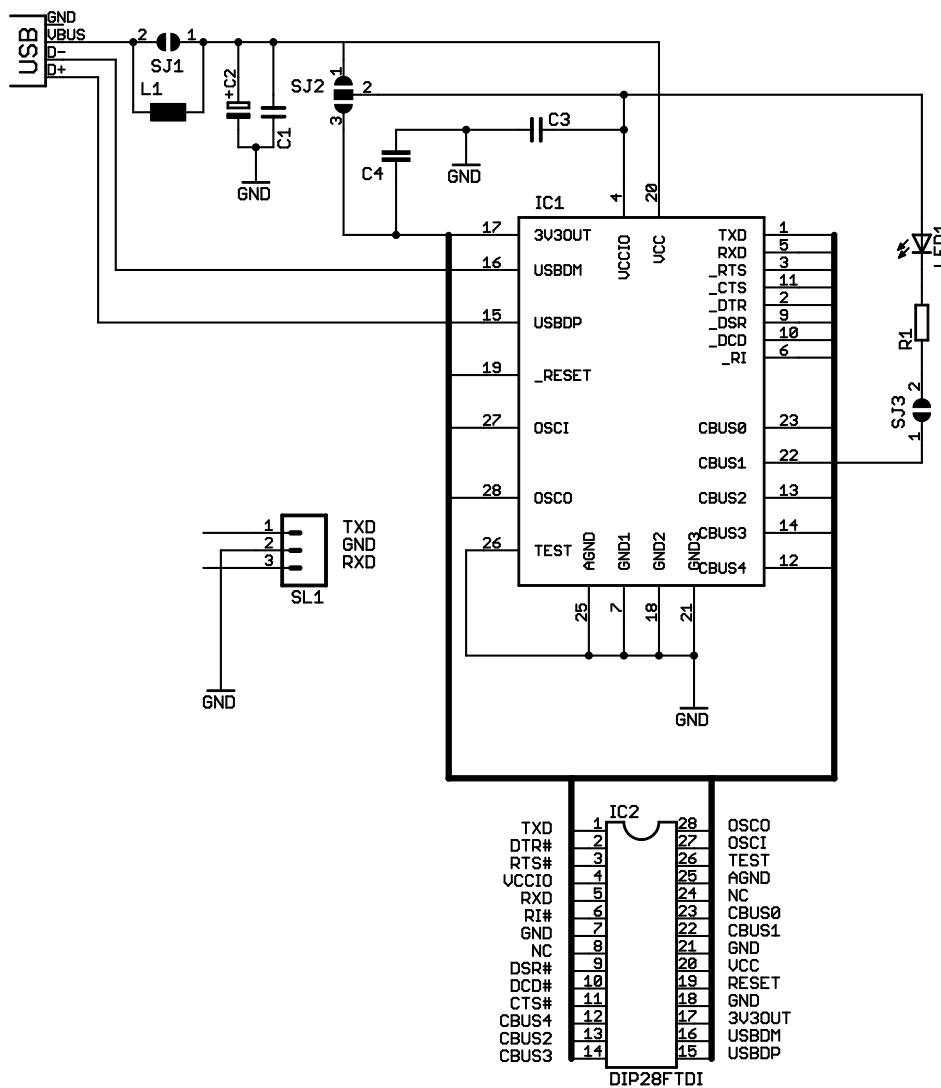 GND
VBUS
D-
D+
USB
2 1
SJ1
L1
+C2
C1
GND
SJ2
1
2
3
C4
C3
GND
4
20
IC1
17 3V3OUT
16 USBDM
15 USBDP
19 _RESET
27 OSCI
28 OSCO
26 TEST
VCCIO
VCC
TXD 1
RXD 5
_RTS 3
_CTS 11
_DTR 2
_DSR 9
_DCD 10
_RI 6
CBUS0 23
CBUS1 22
CBUS2 13
CBUS3 14
CBUS4 12
AGND
GND1
GND2
GND3
25
7
18
21
GND
LED1
R1
SJ3
2
1
1 TXD
2 GND
3 RXD
SL1
GND
IC2
TXD 1 28 OSCO
DTR# 2 27 OSCI
RTS# 3 26 TEST
VCCIO 4 25 AGND
RXD 5 24 NC
RI# 6 23 CBUS0
GND 7 22 CBUS1
NC 8 21 GND
DSR# 9 20 VCC
DCD# 10 19 RESET
CTS# 11 18 GND
CBUS4 12 17 3V3OUT
CBUS2 13 16 USBDM
CBUS3 14 15 USBDP
DIP28FTDI